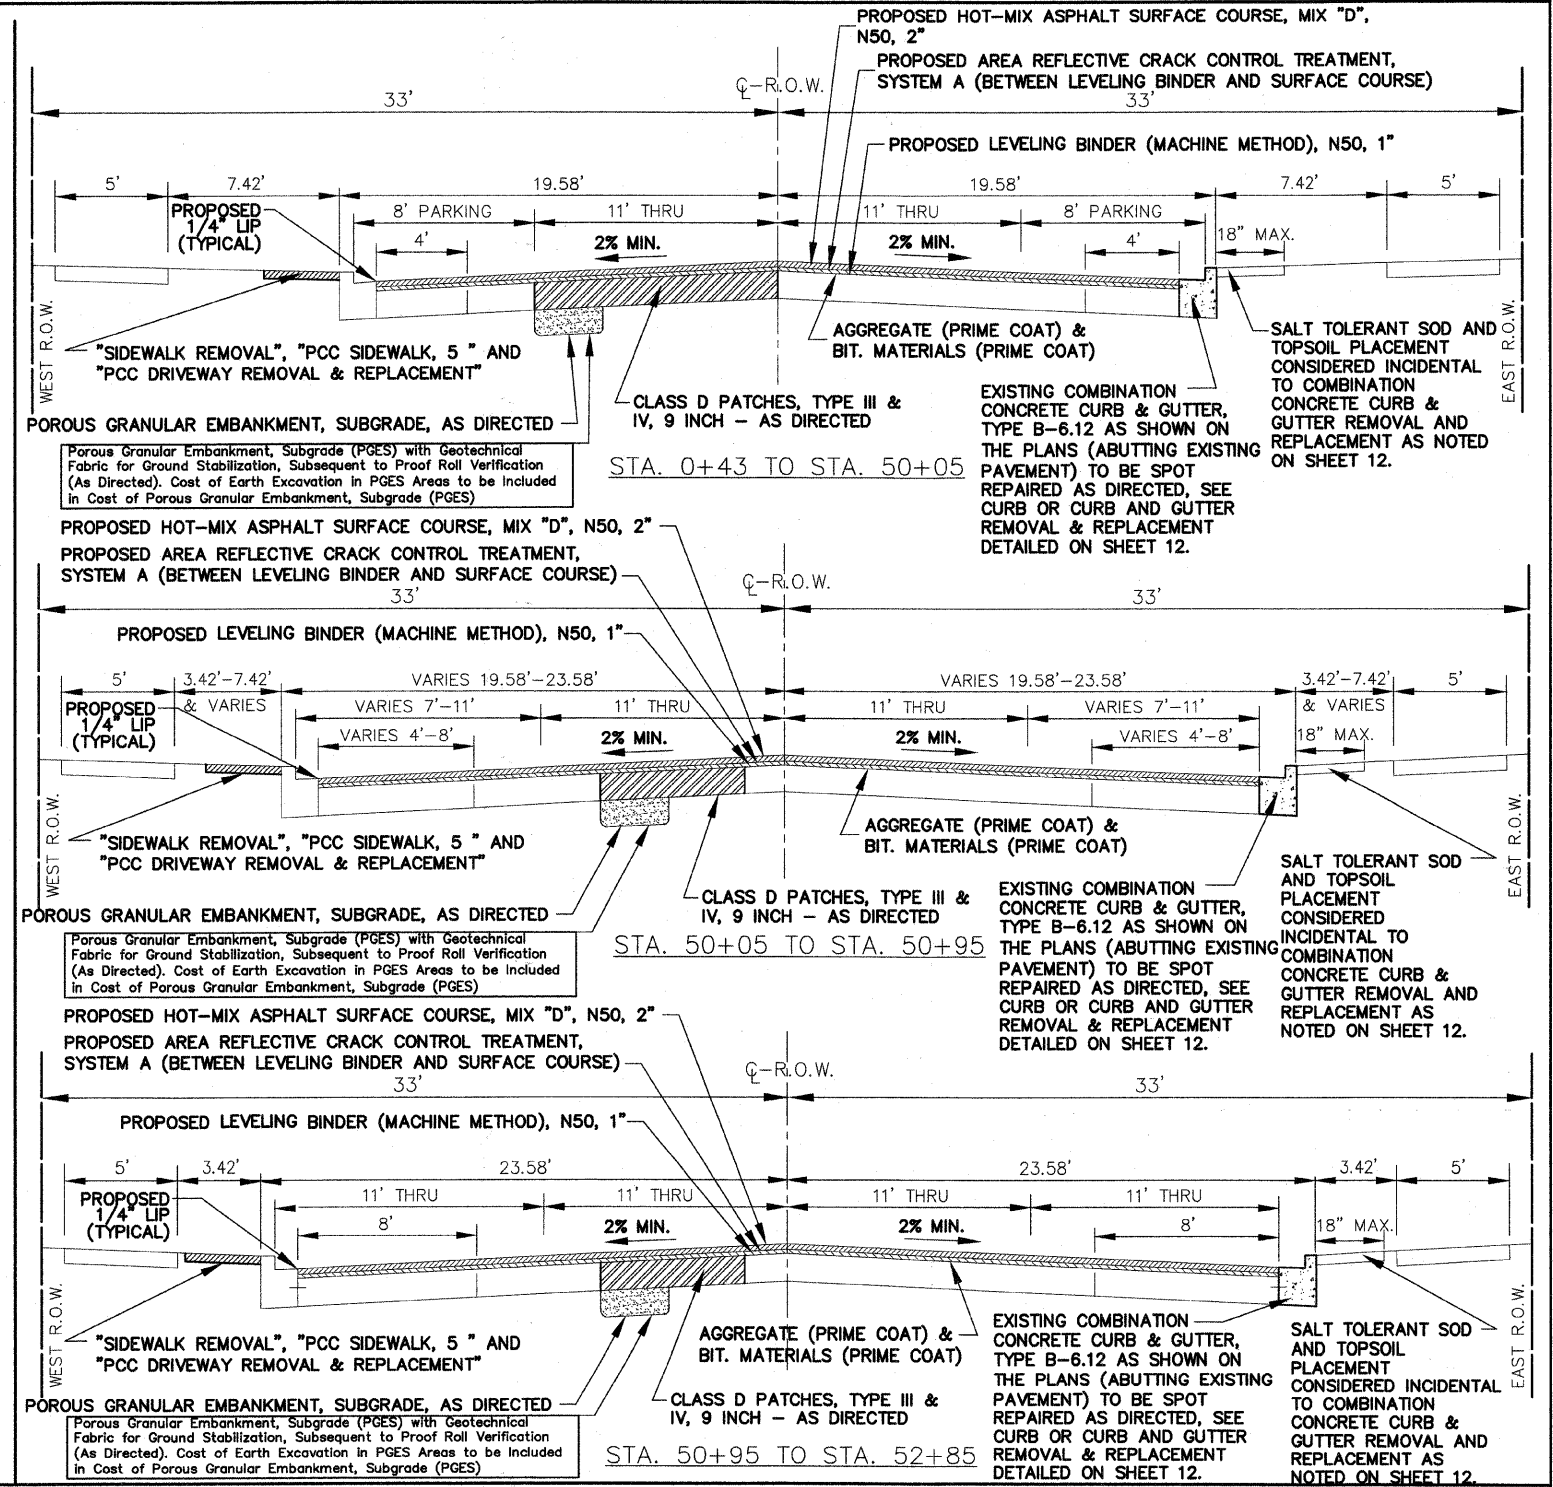 PROPOSED HOT-MIX ASPHALT SURFACE COURSE, MIX "D",
N50, 2"
PROPOSED AREA REFLECTIVE CRACK CONTROL TREATMENT,
SYSTEM A (BETWEEN LEVELING BINDER AND SURFACE COURSE)
℄-R.O.W.
33'
33'
PROPOSED LEVELING BINDER (MACHINE METHOD), N50, 1"
5'
7.42'
19.58'
19.58'
7.42'
5'
PROPOSED
1/4" LIP
(TYPICAL)
8' PARKING
11' THRU
11' THRU
8' PARKING
4'
2% MIN.
2% MIN.
4'
18" MAX.
WEST R.O.W.
EAST R.O.W.
"SIDEWALK REMOVAL", "PCC SIDEWALK, 5 " AND
"PCC DRIVEWAY REMOVAL & REPLACEMENT"
AGGREGATE (PRIME COAT) &
BIT. MATERIALS (PRIME COAT)
SALT TOLERANT SOD AND
TOPSOIL PLACEMENT
CONSIDERED INCIDENTAL
TO COMBINATION
CONCRETE CURB &
GUTTER REMOVAL AND
REPLACEMENT AS NOTED
ON SHEET 12.
EXISTING COMBINATION
CONCRETE CURB & GUTTER,
TYPE B-6.12 AS SHOWN ON
THE PLANS (ABUTTING EXISTING
PAVEMENT) TO BE SPOT
REPAIRED AS DIRECTED, SEE
CURB OR CURB AND GUTTER
REMOVAL & REPLACEMENT
DETAILED ON SHEET 12.
CLASS D PATCHES, TYPE III &
IV, 9 INCH - AS DIRECTED
POROUS GRANULAR EMBANKMENT, SUBGRADE, AS DIRECTED
Porous Granular Embankment, Subgrade (PGES) with Geotechnical
Fabric for Ground Stabilization, Subsequent to Proof Roll Verification
(As Directed). Cost of Earth Excavation in PGES Areas to be Included
in Cost of Porous Granular Embankment, Subgrade (PGES)
STA. 0+43 TO STA. 50+05
PROPOSED HOT-MIX ASPHALT SURFACE COURSE, MIX "D", N50, 2"
PROPOSED AREA REFLECTIVE CRACK CONTROL TREATMENT,
SYSTEM A (BETWEEN LEVELING BINDER AND SURFACE COURSE)
℄-R.O.W.
33'
33'
PROPOSED LEVELING BINDER (MACHINE METHOD), N50, 1"
5'
3.42'-7.42'
& VARIES
VARIES 19.58'-23.58'
VARIES 19.58'-23.58'
3.42'-7.42'
& VARIES
5'
PROPOSED
1/4" LIP
(TYPICAL)
VARIES 7'-11'
11' THRU
11' THRU
VARIES 7'-11'
VARIES 4'-8'
2% MIN.
2% MIN.
VARIES 4'-8'
18" MAX.
WEST R.O.W.
EAST R.O.W.
"SIDEWALK REMOVAL", "PCC SIDEWALK, 5 " AND
"PCC DRIVEWAY REMOVAL & REPLACEMENT"
AGGREGATE (PRIME COAT) &
BIT. MATERIALS (PRIME COAT)
SALT TOLERANT SOD
AND TOPSOIL
PLACEMENT
CONSIDERED
INCIDENTAL TO
COMBINATION
CONCRETE CURB &
GUTTER REMOVAL AND
REPLACEMENT AS
NOTED ON SHEET 12.
EXISTING COMBINATION
CONCRETE CURB & GUTTER,
TYPE B-6.12 AS SHOWN ON
THE PLANS (ABUTTING EXISTING
PAVEMENT) TO BE SPOT
REPAIRED AS DIRECTED, SEE
CURB OR CURB AND GUTTER
REMOVAL & REPLACEMENT
DETAILED ON SHEET 12.
CLASS D PATCHES, TYPE III &
IV, 9 INCH - AS DIRECTED
POROUS GRANULAR EMBANKMENT, SUBGRADE, AS DIRECTED
Porous Granular Embankment, Subgrade (PGES) with Geotechnical
Fabric for Ground Stabilization, Subsequent to Proof Roll Verification
(As Directed). Cost of Earth Excavation in PGES Areas to be Included
in Cost of Porous Granular Embankment, Subgrade (PGES)
STA. 50+05 TO STA. 50+95
PROPOSED HOT-MIX ASPHALT SURFACE COURSE, MIX "D", N50, 2"
PROPOSED AREA REFLECTIVE CRACK CONTROL TREATMENT,
SYSTEM A (BETWEEN LEVELING BINDER AND SURFACE COURSE)
℄-R.O.W.
33'
33'
PROPOSED LEVELING BINDER (MACHINE METHOD), N50, 1"
5'
3.42'
23.58'
23.58'
3.42'
5'
PROPOSED
1/4" LIP
(TYPICAL)
11' THRU
11' THRU
11' THRU
11' THRU
8'
2% MIN.
2% MIN.
8'
18" MAX.
WEST R.O.W.
EAST R.O.W.
"SIDEWALK REMOVAL", "PCC SIDEWALK, 5 " AND
"PCC DRIVEWAY REMOVAL & REPLACEMENT"
AGGREGATE (PRIME COAT) &
BIT. MATERIALS (PRIME COAT)
EXISTING COMBINATION
CONCRETE CURB & GUTTER,
TYPE B-6.12 AS SHOWN ON
THE PLANS (ABUTTING EXISTING
PAVEMENT) TO BE SPOT
REPAIRED AS DIRECTED, SEE
CURB OR CURB AND GUTTER
REMOVAL & REPLACEMENT
DETAILED ON SHEET 12.
SALT TOLERANT SOD
AND TOPSOIL
PLACEMENT
CONSIDERED INCIDENTAL
TO COMBINATION
CONCRETE CURB &
GUTTER REMOVAL AND
REPLACEMENT AS
NOTED ON SHEET 12.
CLASS D PATCHES, TYPE III &
IV, 9 INCH - AS DIRECTED
POROUS GRANULAR EMBANKMENT, SUBGRADE, AS DIRECTED
Porous Granular Embankment, Subgrade (PGES) with Geotechnical
Fabric for Ground Stabilization, Subsequent to Proof Roll Verification
(As Directed). Cost of Earth Excavation in PGES Areas to be Included
in Cost of Porous Granular Embankment, Subgrade (PGES)
STA. 50+95 TO STA. 52+85